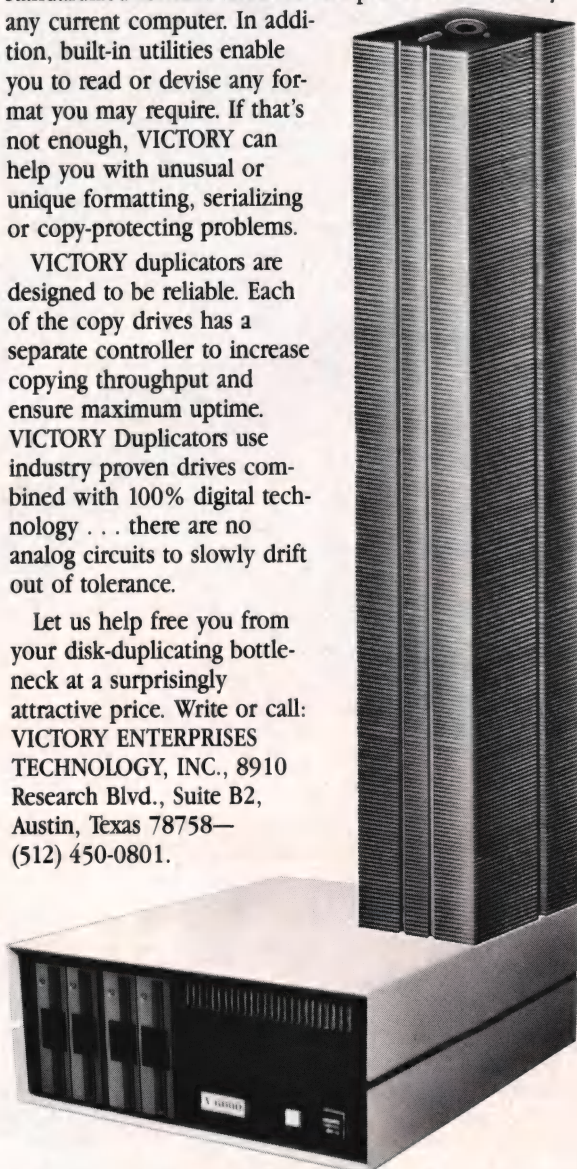 any current computer. In addi-
tion, built-in utilities enable
you to read or devise any for-
mat you may require. If that's
not enough, VICTORY can
help you with unusual or
unique formatting, serializing
or copy-protecting problems.
VICTORY duplicators are
designed to be reliable. Each
of the copy drives has a
separate controller to increase
copying throughput and
ensure maximum uptime.
VICTORY Duplicators use
industry proven drives com-
bined with 100% digital tech-
nology . . . there are no
analog circuits to slowly drift
out of tolerance.
Let us help free you from
your disk-duplicating bottle-
neck at a surprisingly
attractive price. Write or call:
VICTORY ENTERPRISES
TECHNOLOGY, INC., 8910
Research Blvd., Suite B2,
Austin, Texas 78758—
(512) 450-0801.